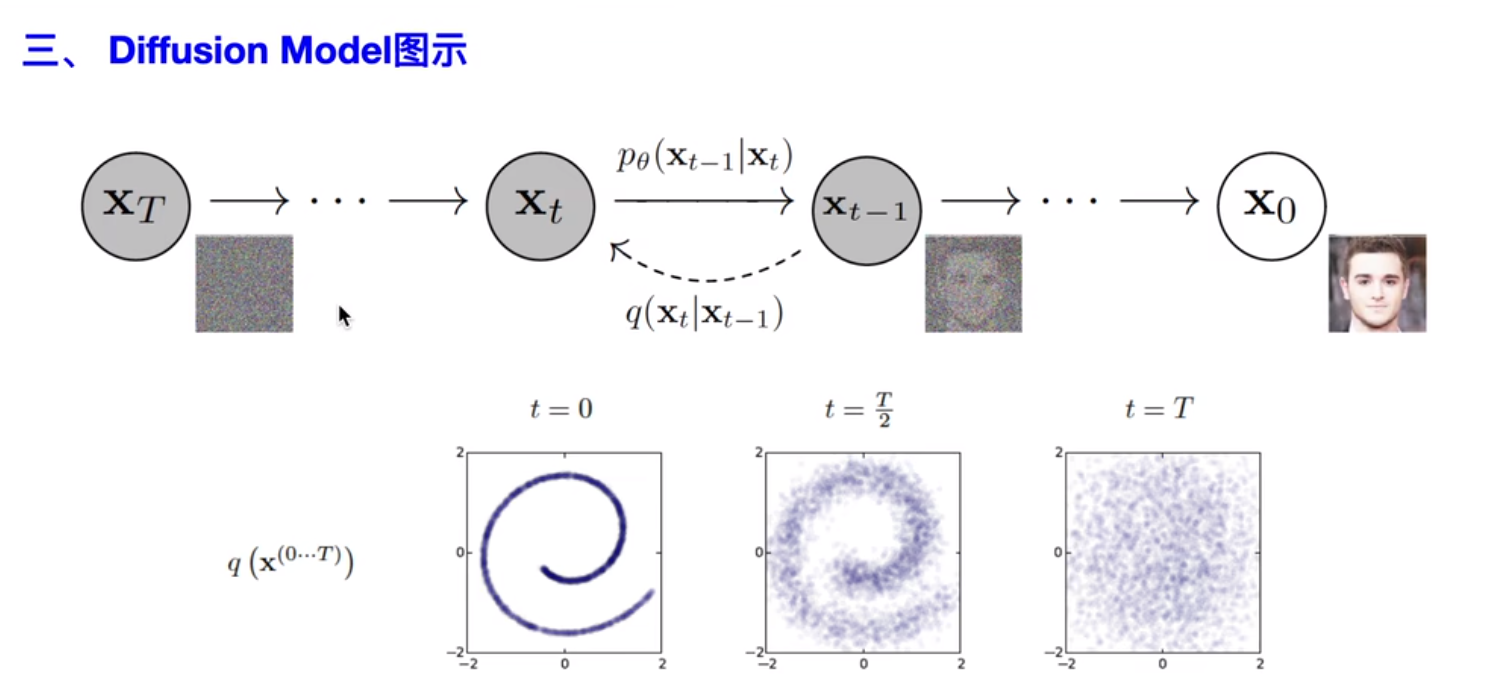 三、 Diffusion Model图示
p_θ(x_{t−1}|x_t)
x_T → ··· → x_t → x_{t−1} → ··· → x_0
q(x_t|x_{t−1})
t = 0 t = T/2 t = T
2 2 2
0 0 0
q(x^{(0···T)})
−2 −2 −2
−2 0 2 −2 0 2 −2 0 2